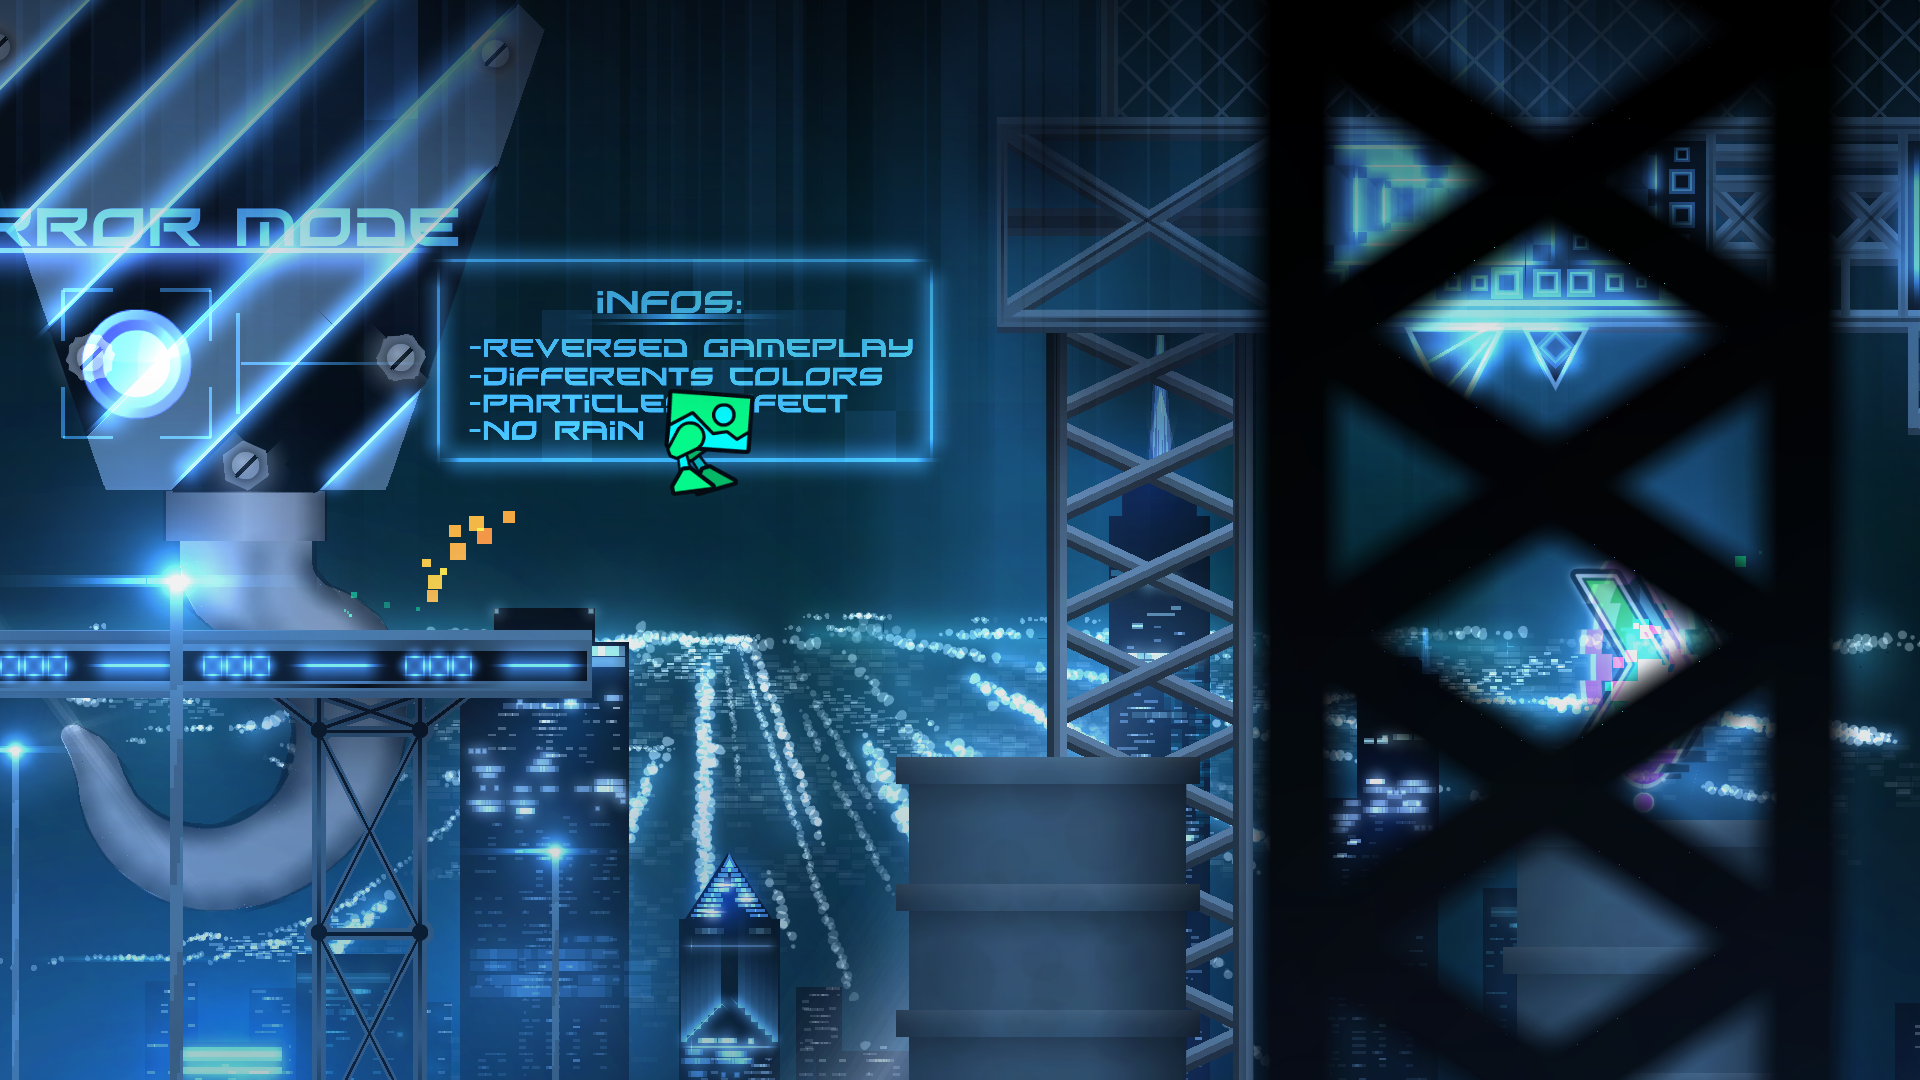 RROR MODE
iNFOS:
-REVERSED GAMEPLAY
-DiFFERENTS COLORS
-PARTiCLE FECT
-NO RAiN